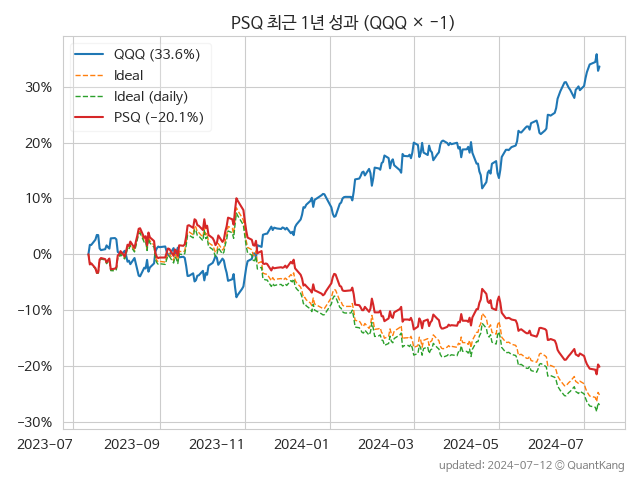 PSQ 최근 1년 성과 (QQQ × -1)
QQQ (33.6%)
Ideal
Ideal (daily)
PSQ (-20.1%)
30%
20%
10%
0%
-10%
-20%
-30%
2023-07 2023-09 2023-11 2024-01 2024-03 2024-05 2024-07
updated: 2024-07-12 © QuantKang